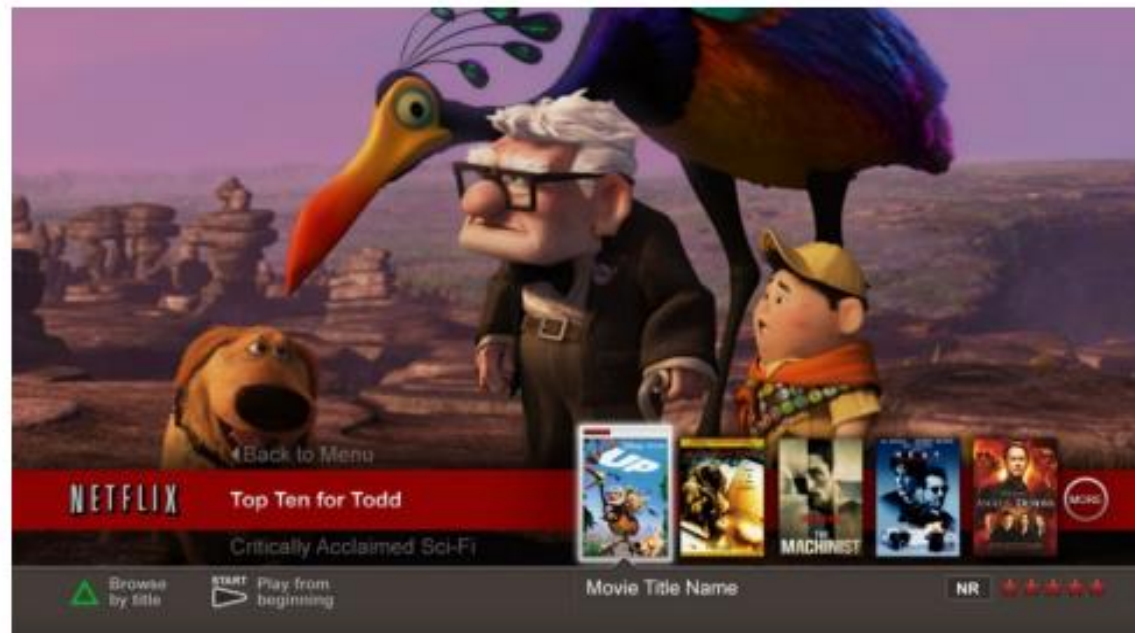 Back to Menu
NETFLIX
Top Ten for Todd
UP
THE MACHINIST
MORE
Critically Acclaimed Sci-Fi
Browse by title
START
Play from beginning
Movie Title Name
NR